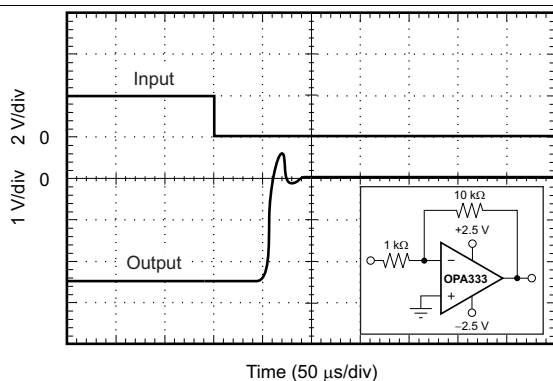 Input
2 V/div
0
0
1 V/div
Output
10 kΩ
+2.5 V
1 kΩ
−
OPA333
+
−2.5 V
Time (50 μs/div)